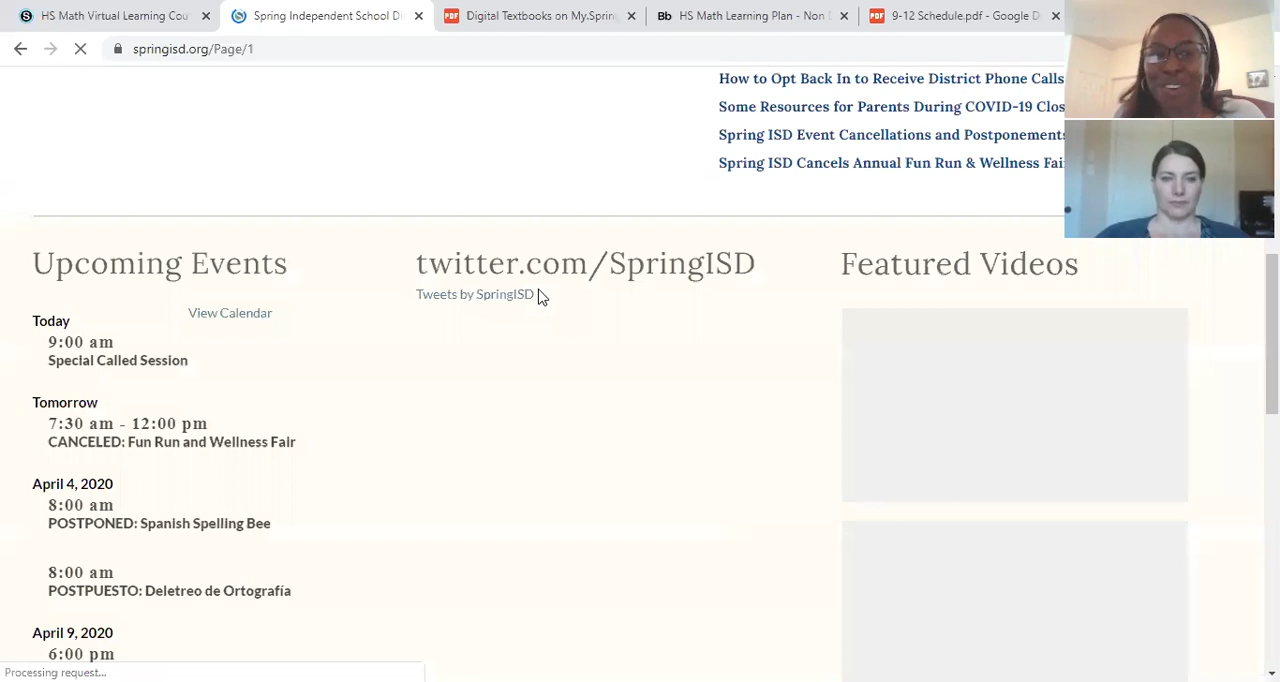 HS Math Virtual Learning Cou
Spring Independent School Di
Digital Textbooks on My.Spring
Bb HS Math Learning Plan - Non D
PDF 9-12 Schedule.pdf - Google D
springisd.org/Page/1
How to Opt Back In to Receive District Phone Calls
Some Resources for Parents During COVID-19 Clos
Spring ISD Event Cancellations and Postponements
Spring ISD Cancels Annual Fun Run & Wellness Fai
Upcoming Events
View Calendar
Today
9:00 am
Special Called Session
Tomorrow
7:30 am - 12:00 pm
CANCELED: Fun Run and Wellness Fair
April 4, 2020
8:00 am
POSTPONED: Spanish Spelling Bee
8:00 am
POSTPUESTO: Deletreo de Ortografía
April 9, 2020
6:00 pm
twitter.com/SpringISD
Tweets by SpringISD
Featured Videos
Processing request...